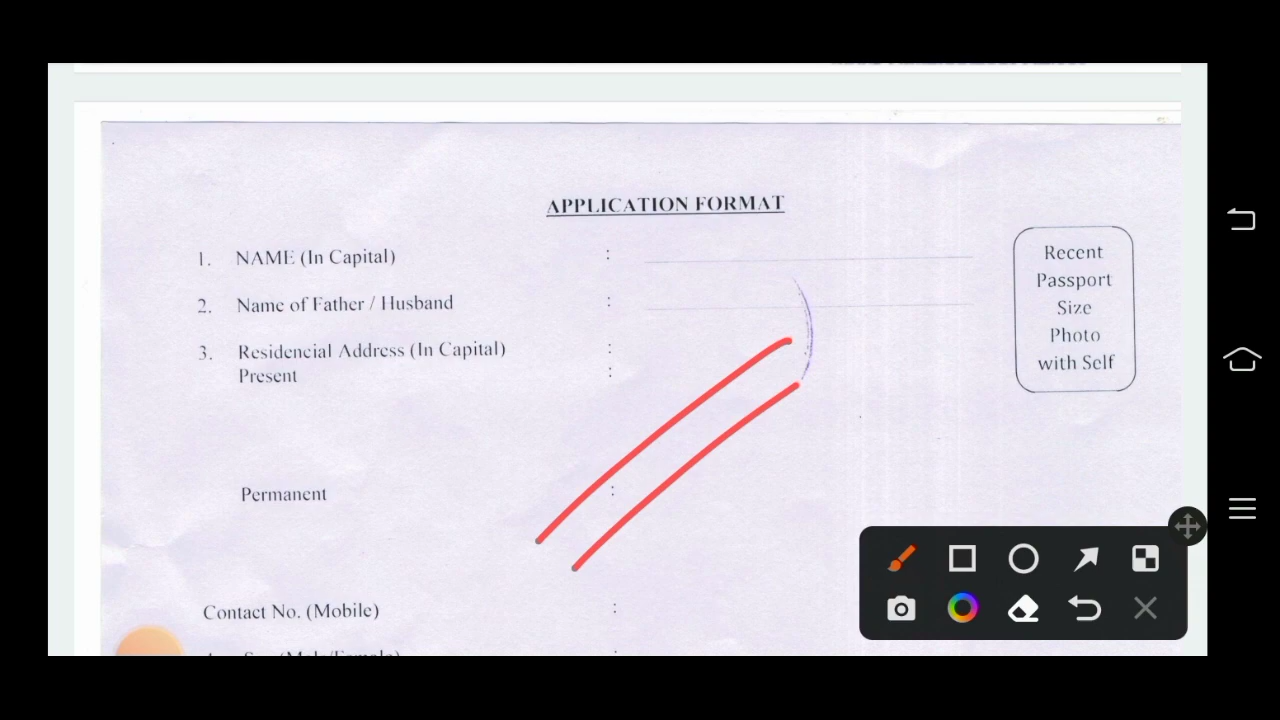 APPLICATION FORMAT
1. NAME (In Capital) :
2. Name of Father / Husband :
3. Residencial Address (In Capital) :
Present :
Permanent :
Contact No. (Mobile) :
Recent
Passport
Size
Photo
with Self